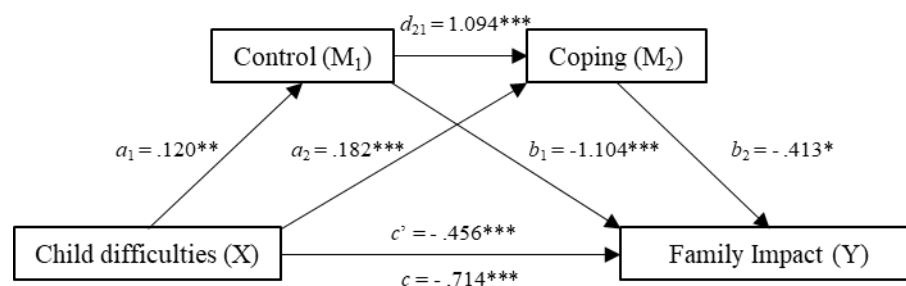 d21 = 1.094***
Control (M1)
Coping (M2)
a1 = .120**
a2 = .182***
b1 = -1.104***
b2 = - .413*
Child difficulties (X)
c’ = - .456***
Family Impact (Y)
c = - .714***